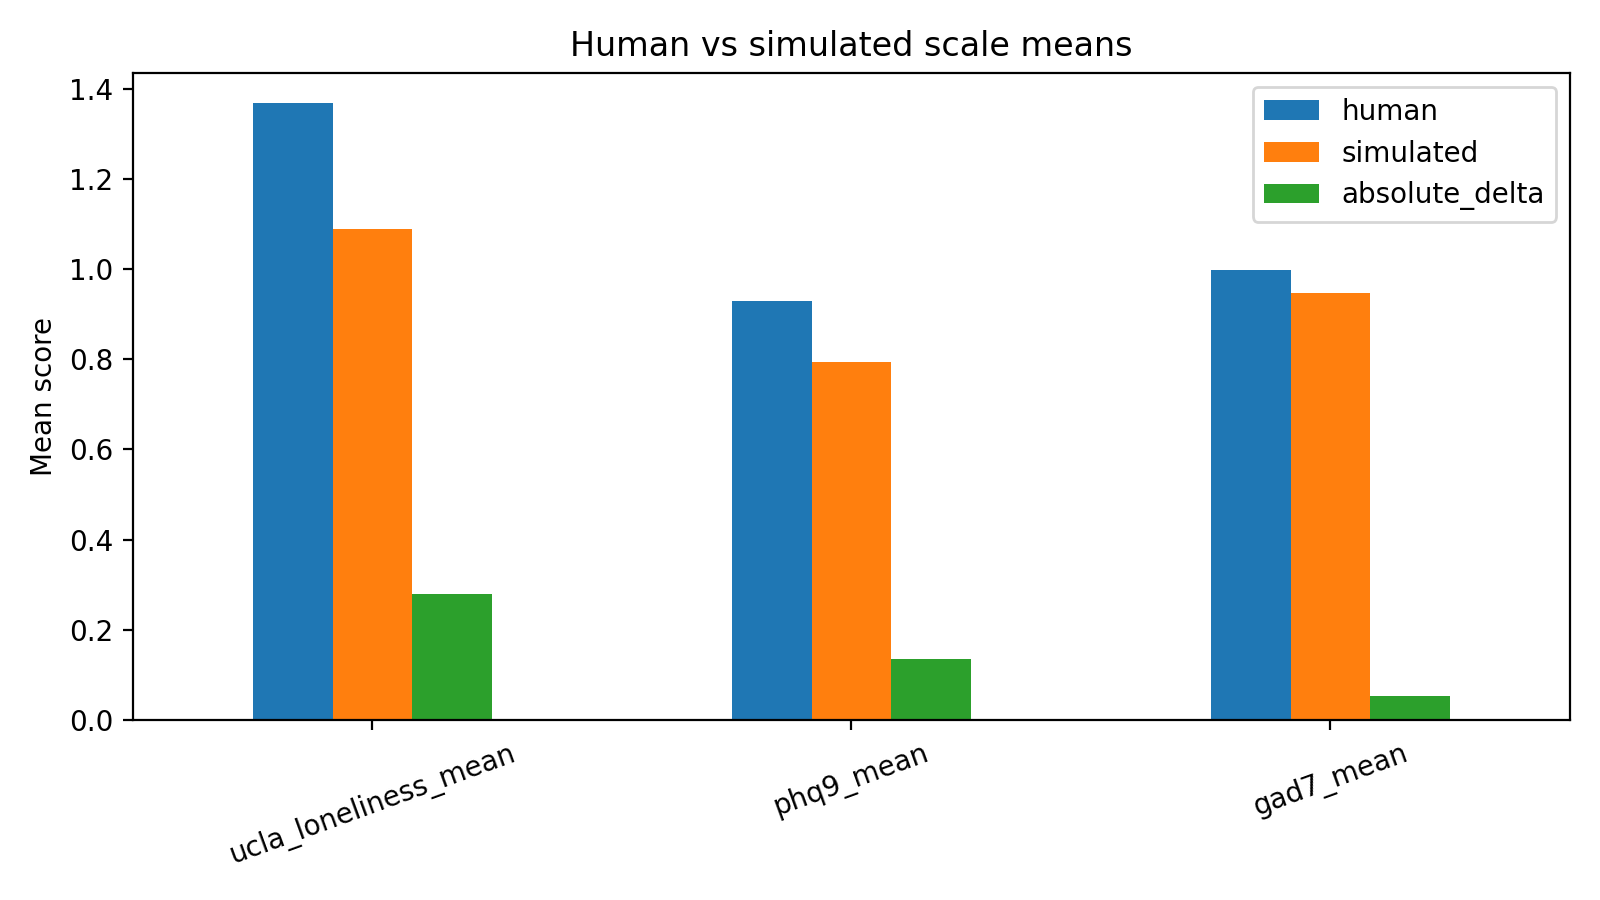 Human vs simulated scale means
1.4
1.2
1.0
0.8
0.6
0.4
0.2
0.0
Mean score
human
simulated
absolute_delta
ucla_loneliness_mean
phq9_mean
gad7_mean